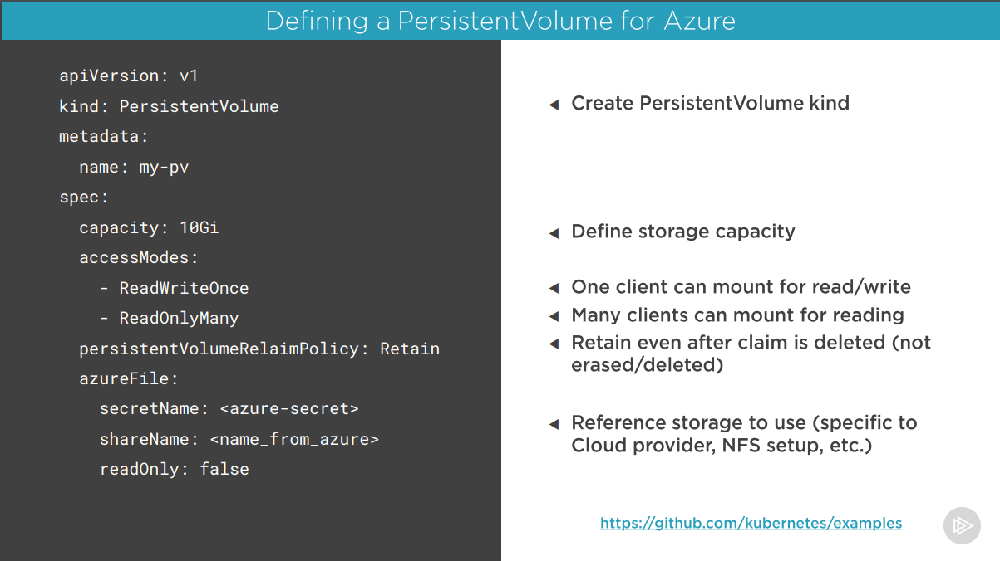 Defining a PersistentVolume for Azure
apiVersion: v1
kind: PersistentVolume
metadata:
  name: my-pv
spec:
  capacity: 10Gi
  accessModes:
    - ReadWriteOnce
    - ReadOnlyMany
  persistentVolumeRelaimPolicy: Retain
  azureFile:
    secretName: <azure-secret>
    shareName: <name_from_azure>
    readOnly: false
Create PersistentVolume kind
Define storage capacity
One client can mount for read/write
Many clients can mount for reading
Retain even after claim is deleted (not
erased/deleted)
Reference storage to use (specific to
Cloud provider, NFS setup, etc.)
https://github.com/kubernetes/examples